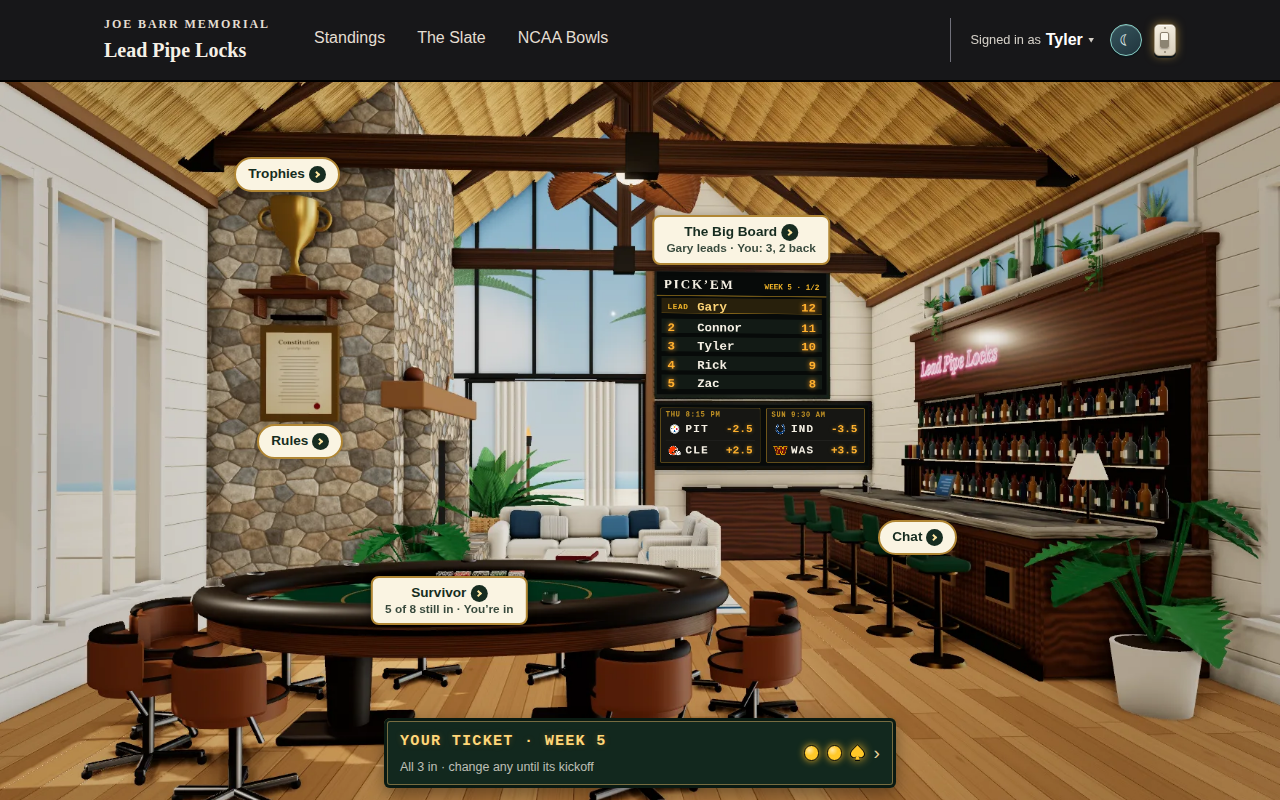 JOE BARR MEMORIAL
Lead Pipe Locks
Standings
The Slate
NCAA Bowls
Signed in as Tyler
Trophies
The Big Board
Gary leads · You: 3, 2 back
PICK'EM WEEK 5 · 1/2
LEAD Gary 12
2 Connor 11
3 Tyler 10
4 Rick 9
5 Zac 8
THU 8:15 PM
PIT -2.5
CLE +2.5
SUN 9:30 AM
IND -3.5
WAS +3.5
Lead Pipe Locks
Constitution
Rules
Chat
Survivor
5 of 8 still in · You're in
YOUR TICKET · WEEK 5
All 3 in · change any until its kickoff